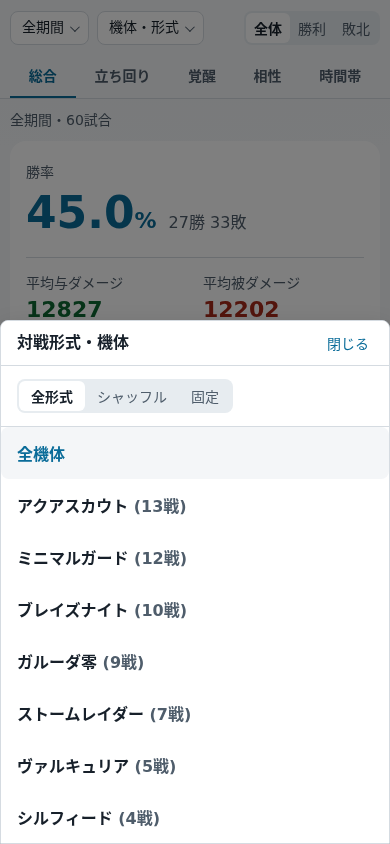 全期間 機体・形式 全体 勝利 敗北
総合 立ち回り 覚醒 相性 時間帯
全期間・60試合
勝率
45.0% 27勝 33敗
平均与ダメージ 平均被ダメージ
12827 12202
対戦形式・機体 閉じる
全形式 シャッフル 固定
全機体
アクアスカウト (13戦)
ミニマルガード (12戦)
ブレイズナイト (10戦)
ガルーダ零 (9戦)
ストームレイダー (7戦)
ヴァルキュリア (5戦)
シルフィード (4戦)